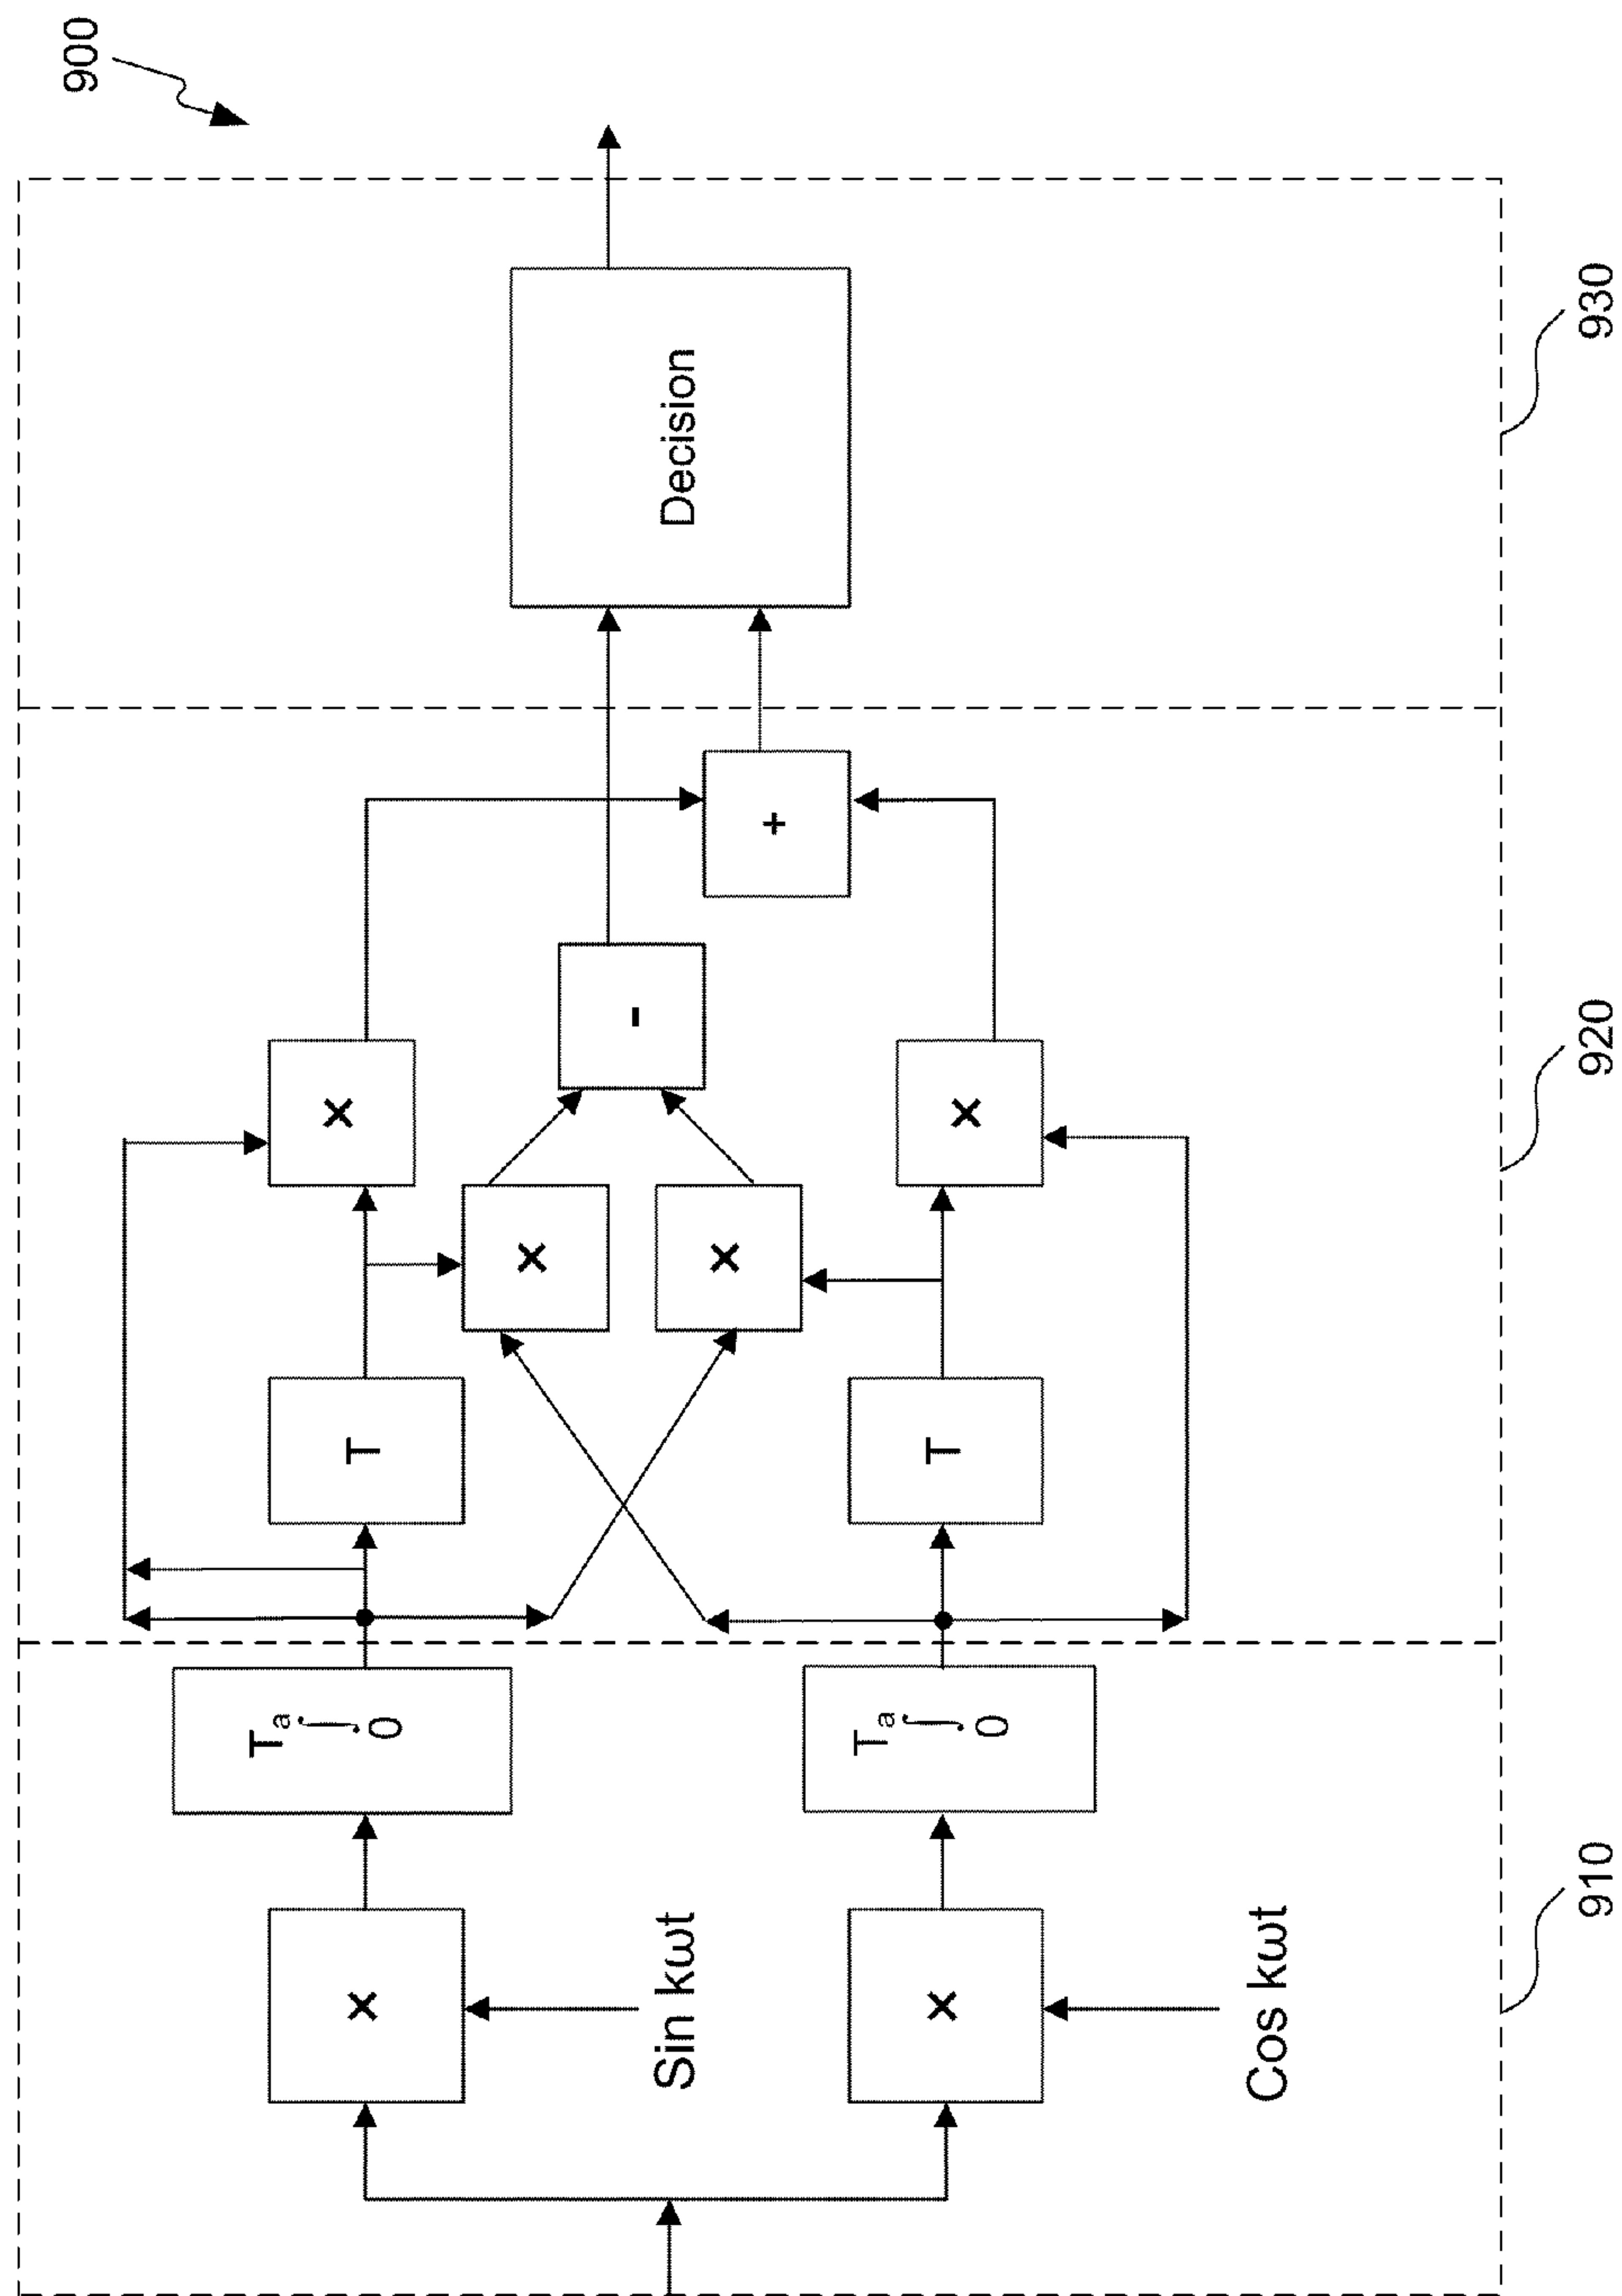 900
Decision
+
-
×
×
×
×
T
T
Tₐ
∫
0
Tₐ
∫
0
×
×
Sin kωt
Cos kωt
910
920
930